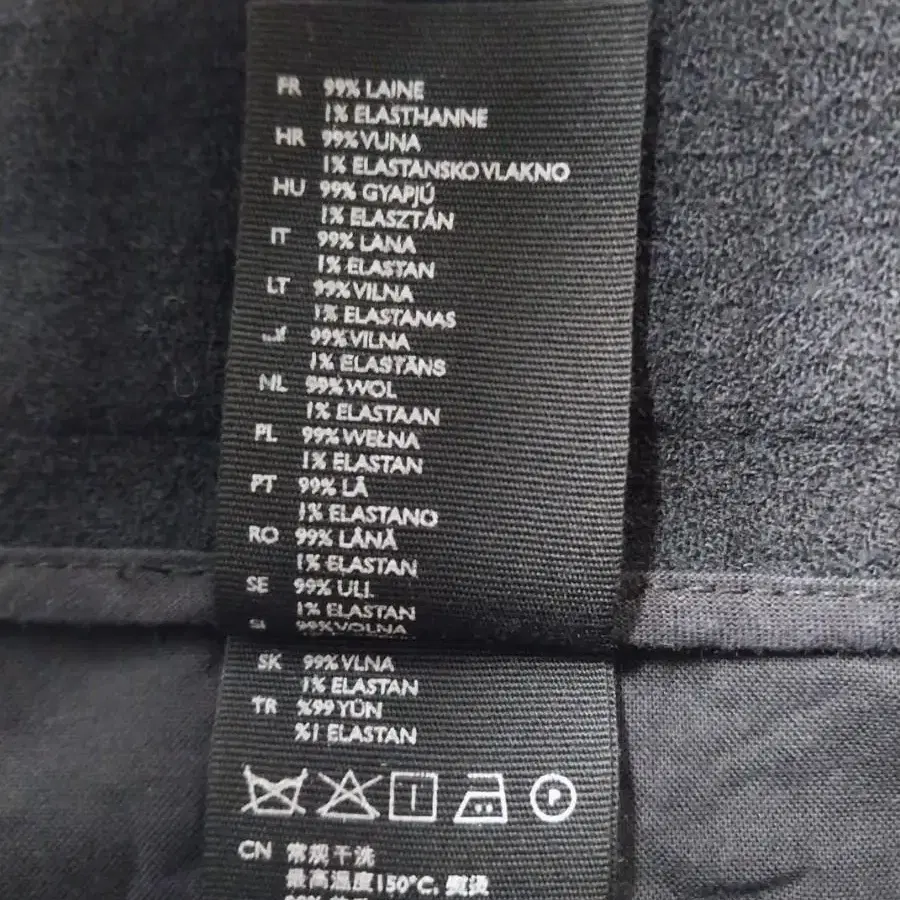 FR 99% LAINE
1% ELASTHANNE
HR 99% VUNA
1% ELASTANSKO VLAKNO
HU 99% GYAPJÚ
1% ELASZTÁN
IT 99% LANA
1% ELASTAN
LT 99% VILNA
1% ELASTANAS
99% VILNA
1% ELASTĀNS
NL 99% WOL
1% ELASTAAN
PL 99% WEŁNA
1% ELASTAN
PT 99% LÃ
1% ELASTANO
RO 99% LÂNĂ
1% ELASTAN
SE 99% ULL
1% ELASTAN
SI 99% VOLNA
SK 99% VLNA
1% ELASTAN
TR %99 YÜN
%1 ELASTAN
P
CN 常规干洗
最高温度150°C, 熨烫